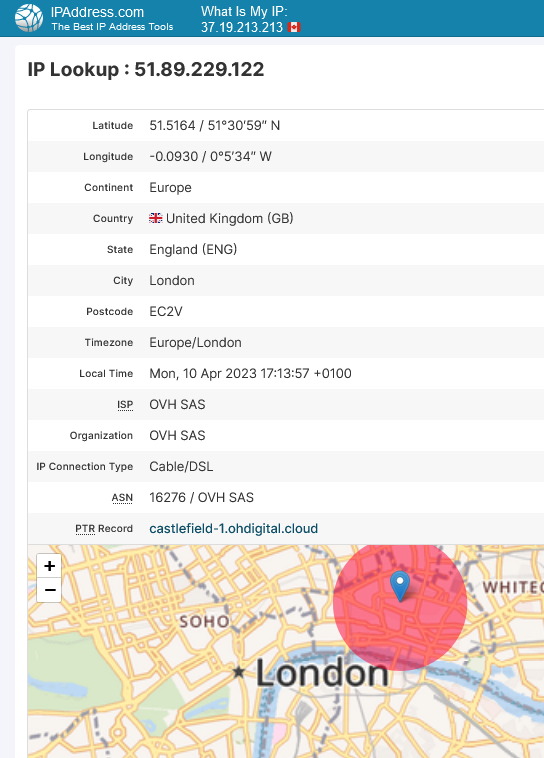 IPAddress.com
The Best IP Address Tools
What Is My IP:
37.19.213.213
IP Lookup : 51.89.229.122
Latitude 51.5164 / 51°30′59″ N
Longitude -0.0930 / 0°5′34″ W
Continent Europe
Country United Kingdom (GB)
State England (ENG)
City London
Postcode EC2V
Timezone Europe/London
Local Time Mon, 10 Apr 2023 17:13:57 +0100
ISP OVH SAS
Organization OVH SAS
IP Connection Type Cable/DSL
ASN 16276 / OVH SAS
PTR Record castlefield-1.ohdigital.cloud
+
−
WHITEC
SOHO
London